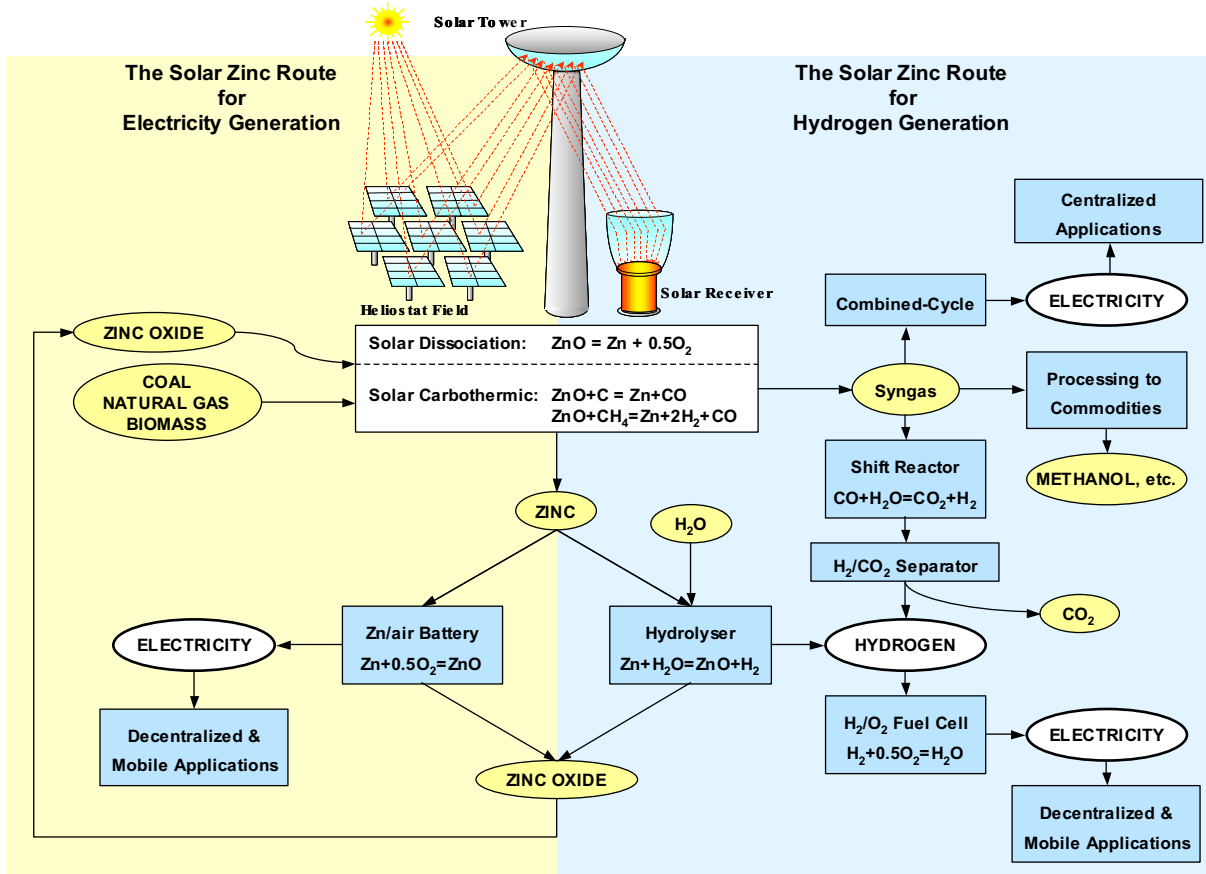 Solar Tower
The Solar Zinc Route
for
Electricity Generation
The Solar Zinc Route
for
Hydrogen Generation
Heliostat Field
Solar Receiver
ZINC OXIDE
COAL
NATURAL GAS
BIOMASS
Solar Dissociation: ZnO = Zn + 0.5O₂
Solar Carbothermic: ZnO+C = Zn+CO
ZnO+CH₄=Zn+2H₂+CO
Centralized
Applications
Combined-Cycle
ELECTRICITY
Syngas
Processing to
Commodities
METHANOL, etc.
Shift Reactor
CO+H₂O=CO₂+H₂
H₂/CO₂ Separator
CO₂
ZINC
H₂O
ELECTRICITY
Zn/air Battery
Zn+0.5O₂=ZnO
Hydrolyser
Zn+H₂O=ZnO+H₂
HYDROGEN
Decentralized &
Mobile Applications
ZINC OXIDE
H₂/O₂ Fuel Cell
H₂+0.5O₂=H₂O
ELECTRICITY
Decentralized &
Mobile Applications